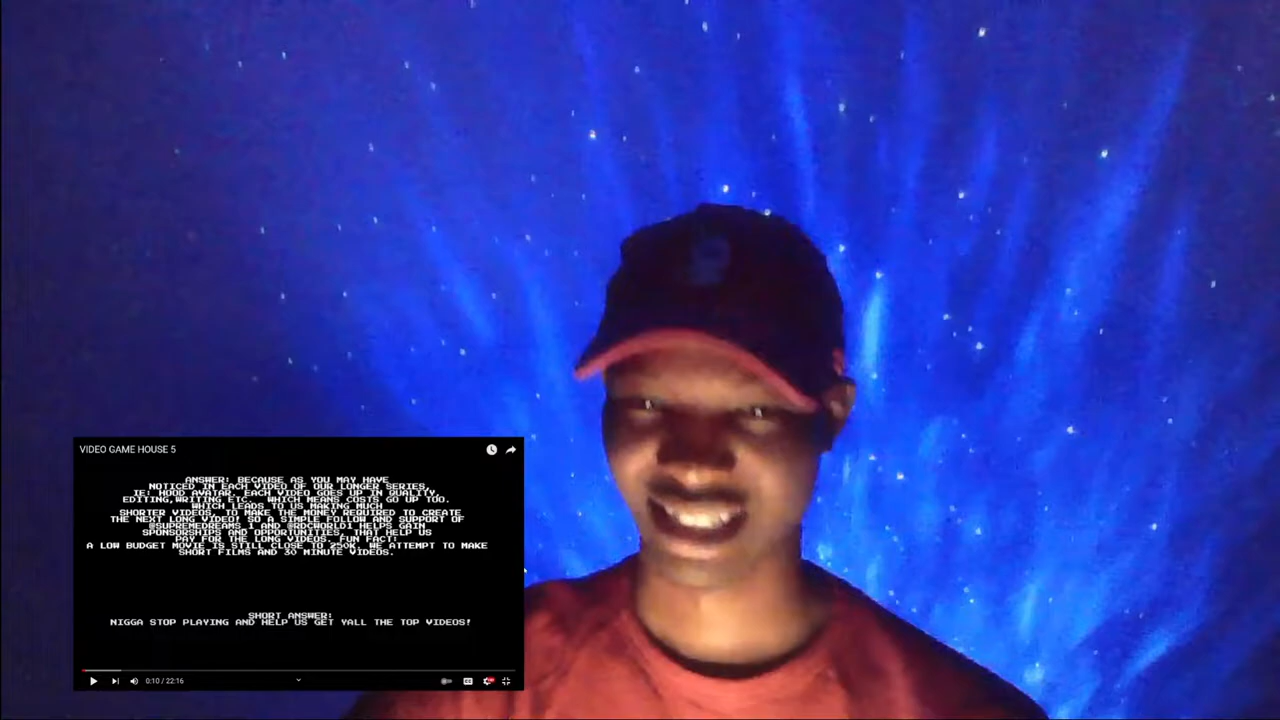 VIDEO GAME HOUSE 5
ANSWER: BECAUSE AS YOU MAY HAVE
NOTICED IN EACH VIDEO OF OUR LONGER SERIES,
IE: HOOD AVATAR. EACH VIDEO GOES UP IN QUALITY,
EDITING,WRITING ETC.. WHICH MEANS COSTS GO UP TOO.
WHICH LEADS TO US MAKING MUCH
SHORTER VIDEOS, TO MAKE THE MONEY REQUIRED TO CREATE
THE NEXT LONG VIDEO! SO A SIMPLE FOLLOW AND SUPPORT OF
@SUPREMEDREAMS_1 AND @RDCWORLD1 HELPS GAIN
SPONSORSHIPS AND OPPORTUNITIES, THAT HELP US
PAY FOR THE LONG VIDEOS. FUN FACT!
A LOW BUDGET MOVIE IS STILL CLOSE TO 250K. WE ATTEMPT TO MAKE
SHORT FILMS AND 30 MINUTE VIDEOS.
SHORT ANSWER:
NIGGA STOP PLAYING AND HELP US GET YALL THE TOP VIDEOS!
0:10 / 22:16